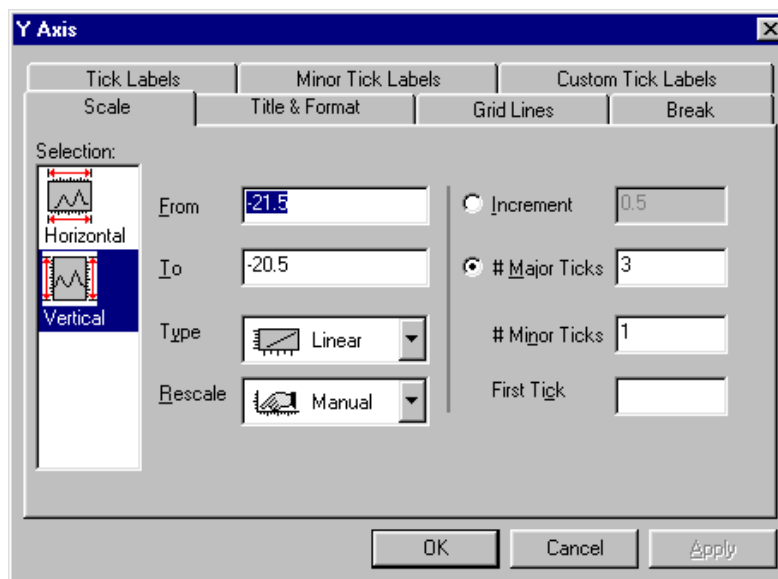 Y Axis
Tick Labels Minor Tick Labels Custom Tick Labels
Scale Title & Format Grid Lines Break
Selection:
Horizontal
Vertical
From -21.5
To -20.5
Type Linear
Rescale Manual
Increment 0.5
# Major Ticks 3
# Minor Ticks 1
First Tick
OK Cancel Apply